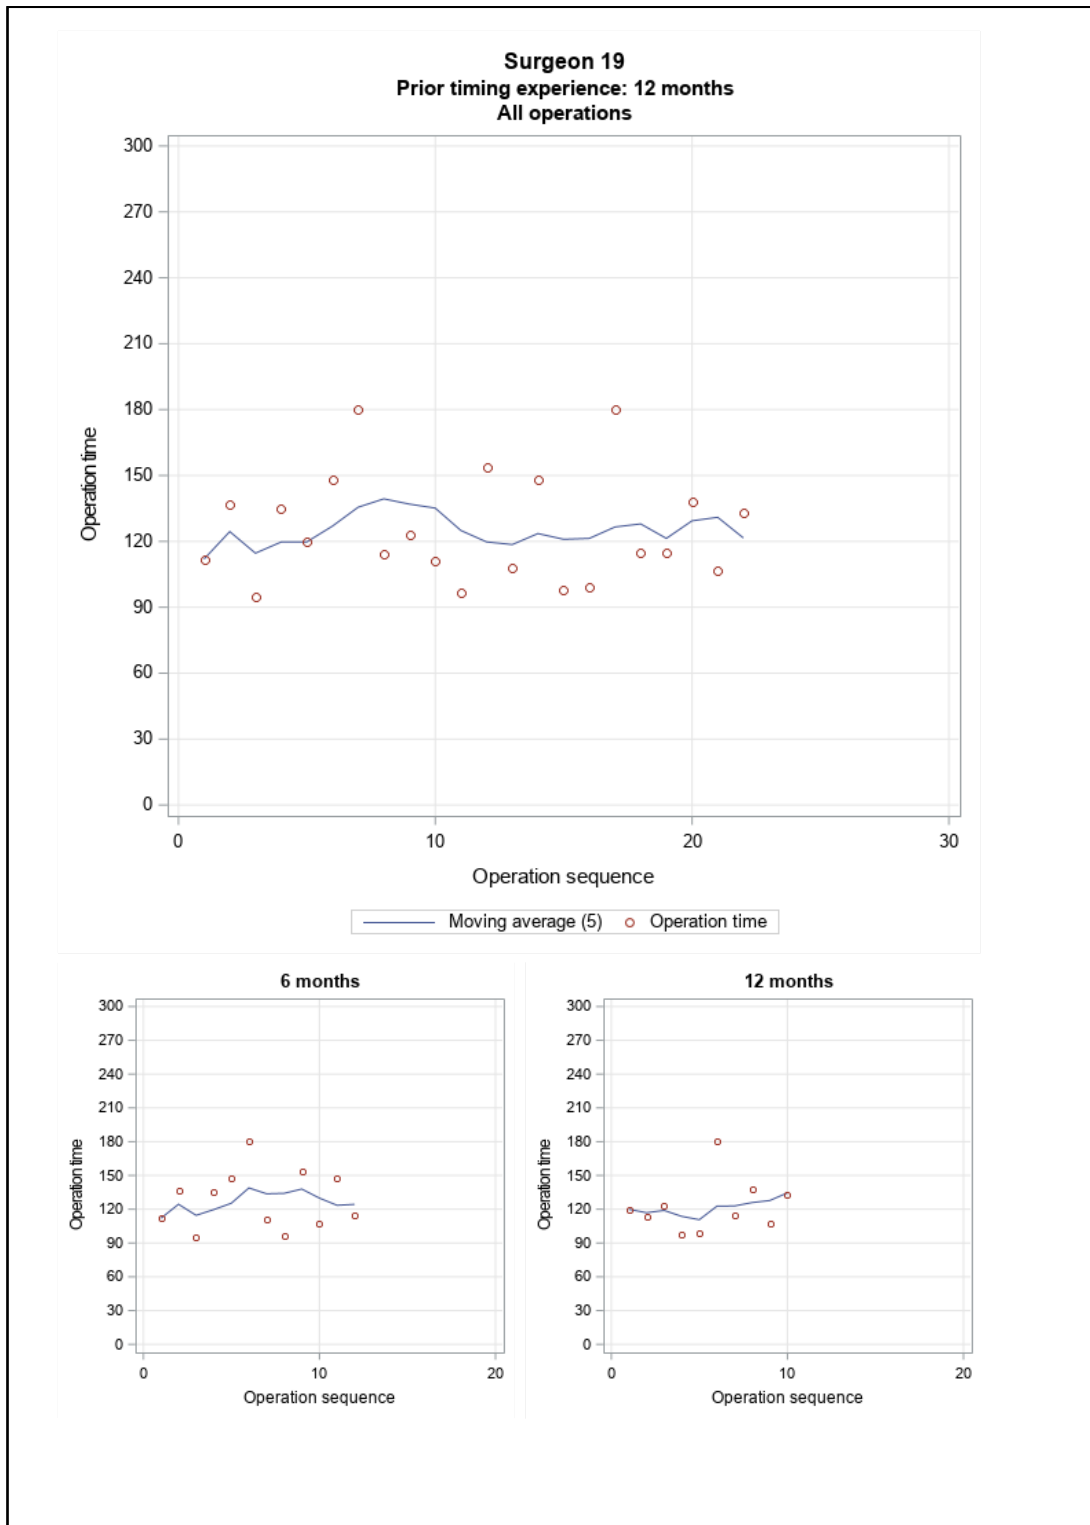 Surgeon 19
Prior timing experience: 12 months
All operations
300
270
240
210
180
150
120
90
60
30
0
Operation time
0 10 20 30
Operation sequence
Moving average (5) Operation time
6 months
300
270
240
210
180
150
120
90
60
30
0
Operation time
0 10 20
Operation sequence
12 months
300
270
240
210
180
150
120
90
60
30
0
Operation time
0 10 20
Operation sequence